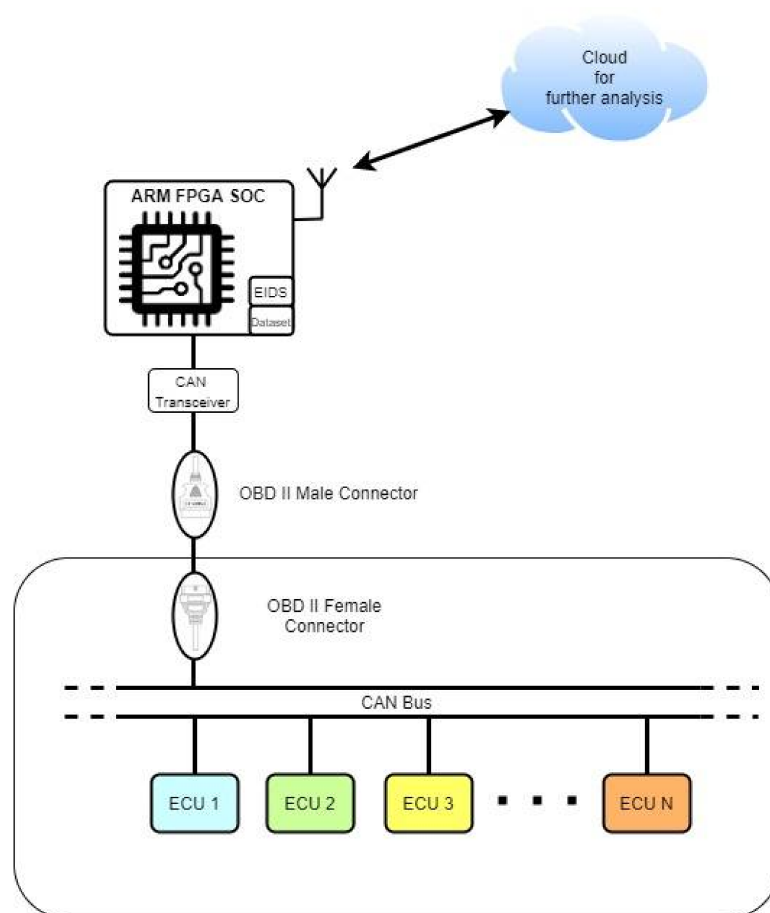 Cloud
for
further analysis
ARM FPGA SOC
EIDS
Dataset
CAN
Transceiver
OBD II Male Connector
OBD II Female
Connector
CAN Bus
ECU 1
ECU 2
ECU 3
ECU N